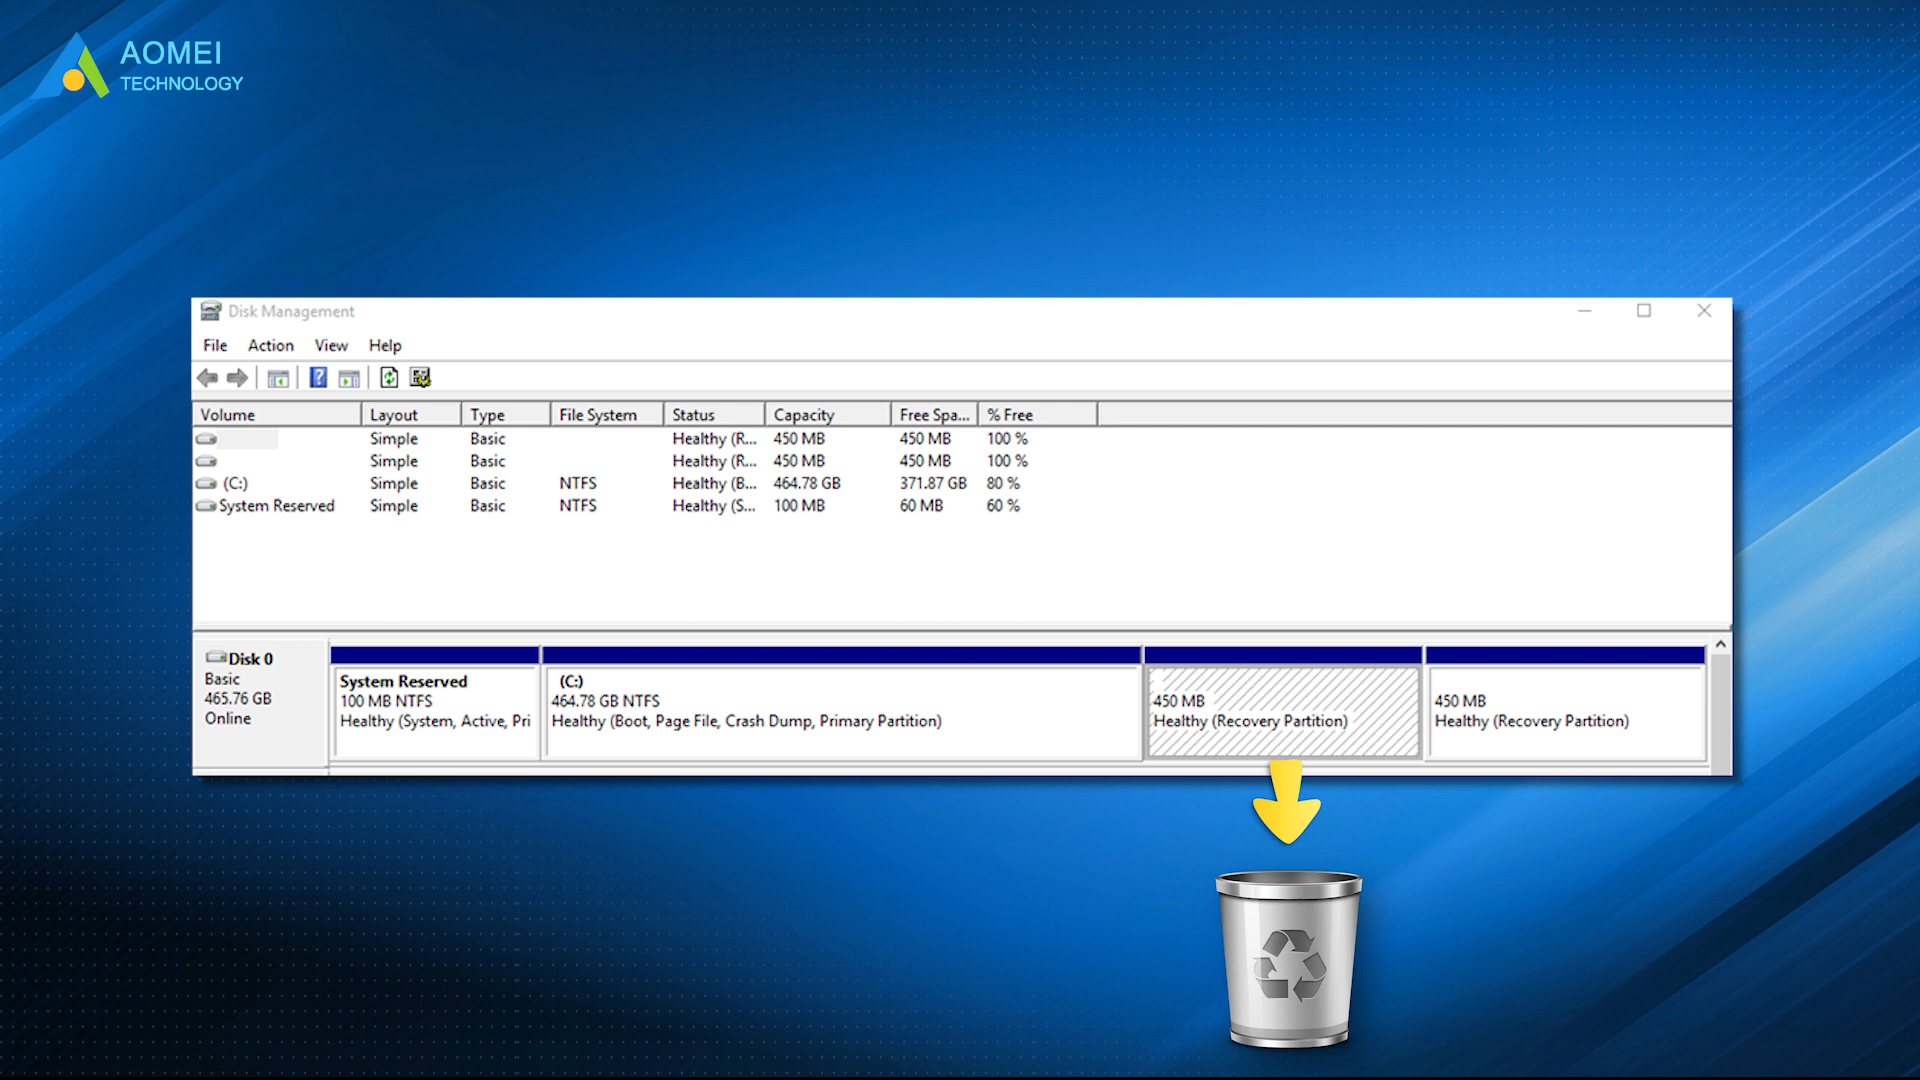 AOMEI
TECHNOLOGY
Disk Management
File Action View Help
Volume Layout Type File System Status Capacity Free Spa... % Free
Simple Basic Healthy (R... 450 MB 450 MB 100 %
Simple Basic Healthy (R... 450 MB 450 MB 100 %
(C:) Simple Basic NTFS Healthy (B... 464.78 GB 371.87 GB 80 %
System Reserved Simple Basic NTFS Healthy (S... 100 MB 60 MB 60 %
Disk 0
Basic
465.76 GB
Online
System Reserved
100 MB NTFS
Healthy (System, Active, Pri
(C:)
464.78 GB NTFS
Healthy (Boot, Page File, Crash Dump, Primary Partition)
450 MB
Healthy (Recovery Partition)
450 MB
Healthy (Recovery Partition)